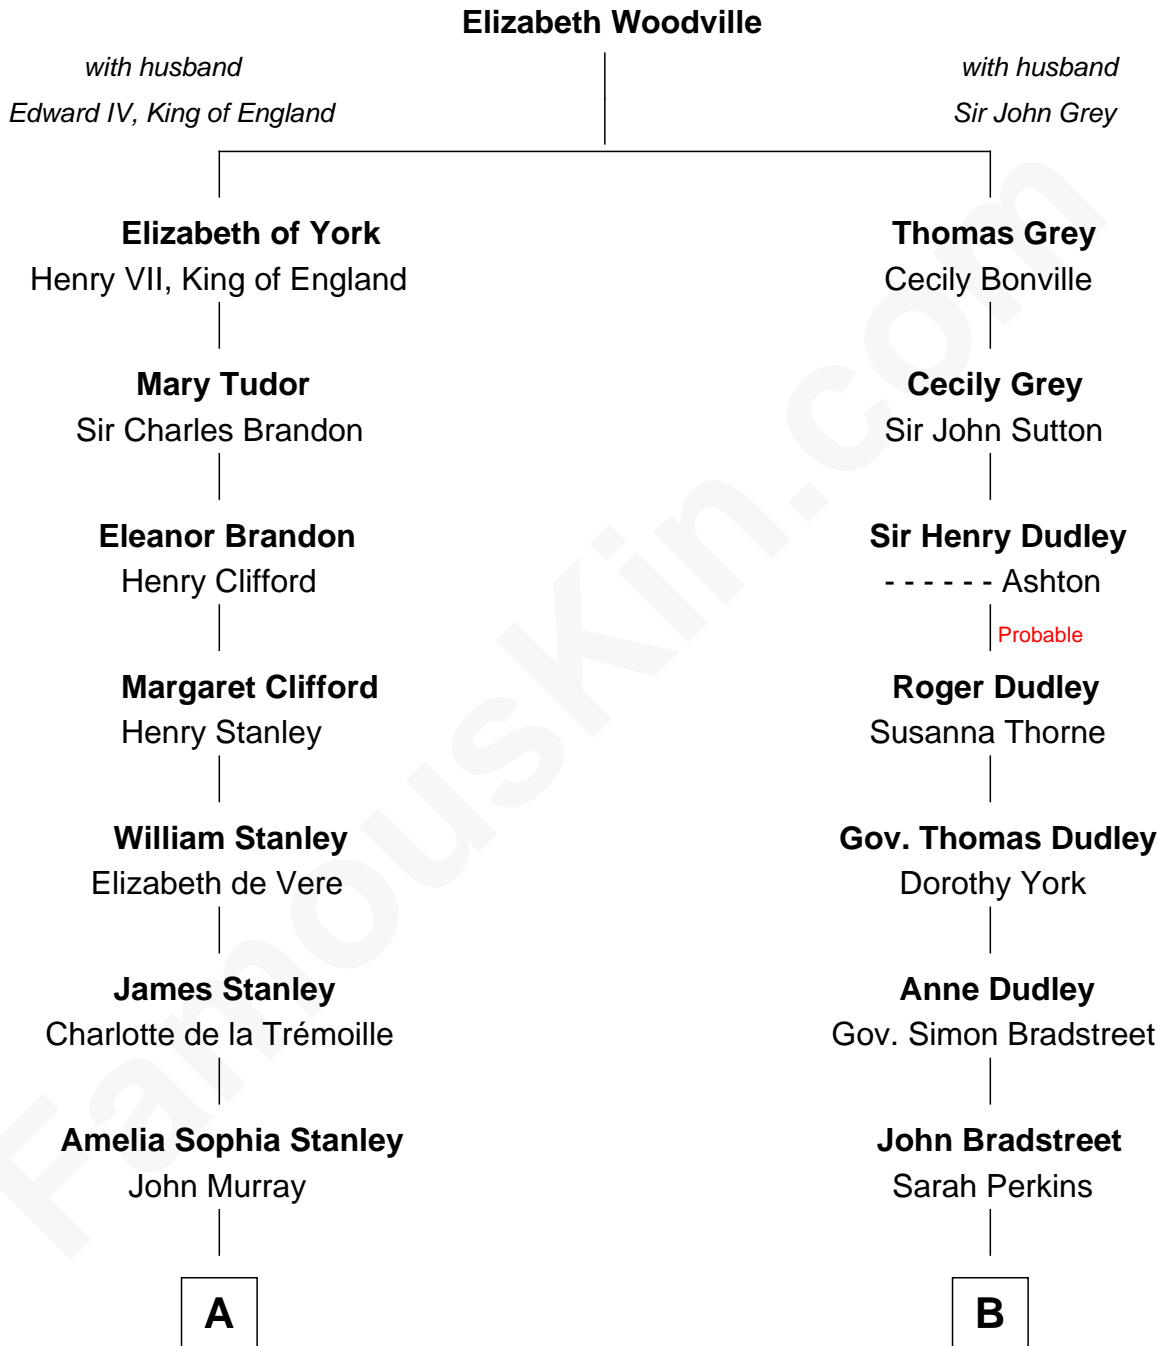 Elizabeth Woodville
with husband
Edward IV, King of England
with husband
Sir John Grey
Elizabeth of York
Henry VII, King of England
Thomas Grey
Cecily Bonville
Mary Tudor
Sir Charles Brandon
Cecily Grey
Sir John Sutton
Eleanor Brandon
Henry Clifford
Sir Henry Dudley
- - - - - - Ashton
Probable
Margaret Clifford
Henry Stanley
Roger Dudley
Susanna Thorne
William Stanley
Elizabeth de Vere
Gov. Thomas Dudley
Dorothy York
James Stanley
Charlotte de la Trémoille
Anne Dudley
Gov. Simon Bradstreet
Amelia Sophia Stanley
John Murray
John Bradstreet
Sarah Perkins
A
B
FamousKin.com